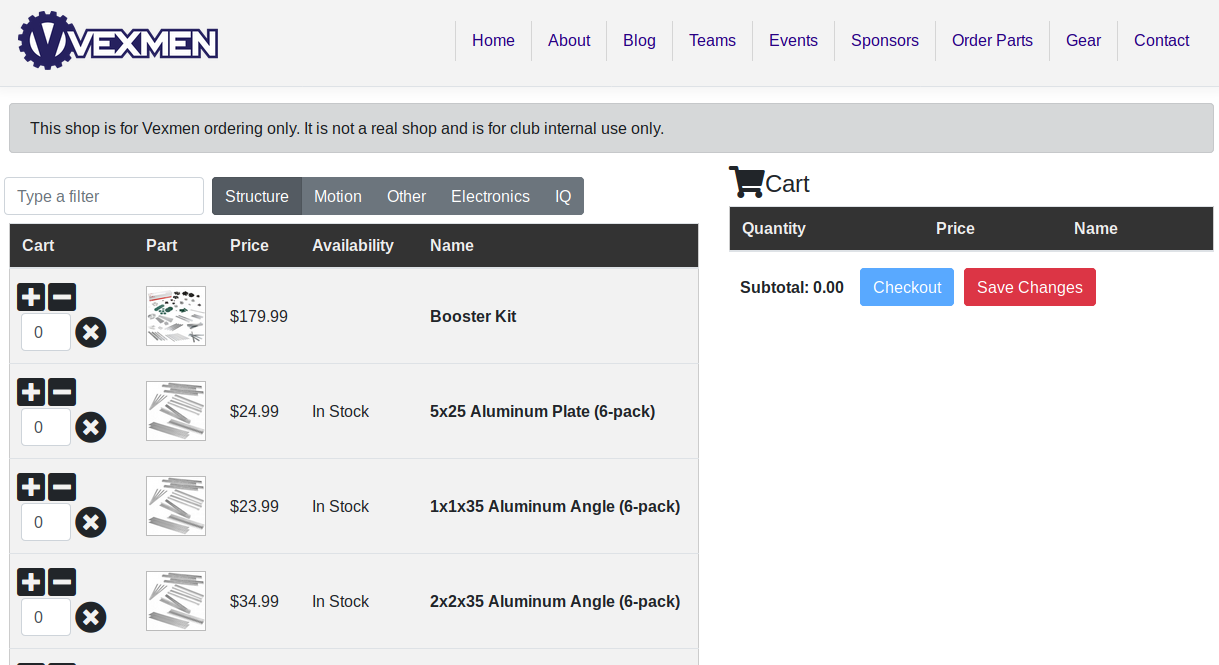 VEXMEN
Home About Blog Teams Events Sponsors Order Parts Gear Contact
This shop is for Vexmen ordering only. It is not a real shop and is for club internal use only.
Type a filter Structure Motion Other Electronics IQ
Cart
Quantity Price Name
Subtotal: 0.00 Checkout Save Changes
Cart Part Price Availability Name
0 $179.99 Booster Kit
0 $24.99 In Stock 5x25 Aluminum Plate (6-pack)
0 $23.99 In Stock 1x1x35 Aluminum Angle (6-pack)
0 $34.99 In Stock 2x2x35 Aluminum Angle (6-pack)